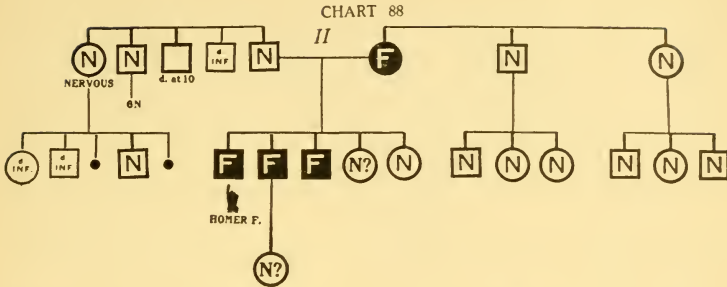 CHART 88
II
N N d INF N F N N
NERVOUS d. at 10
6N
d INF. d INF N F F F N? N N N N N N N
HOMER F.
N?